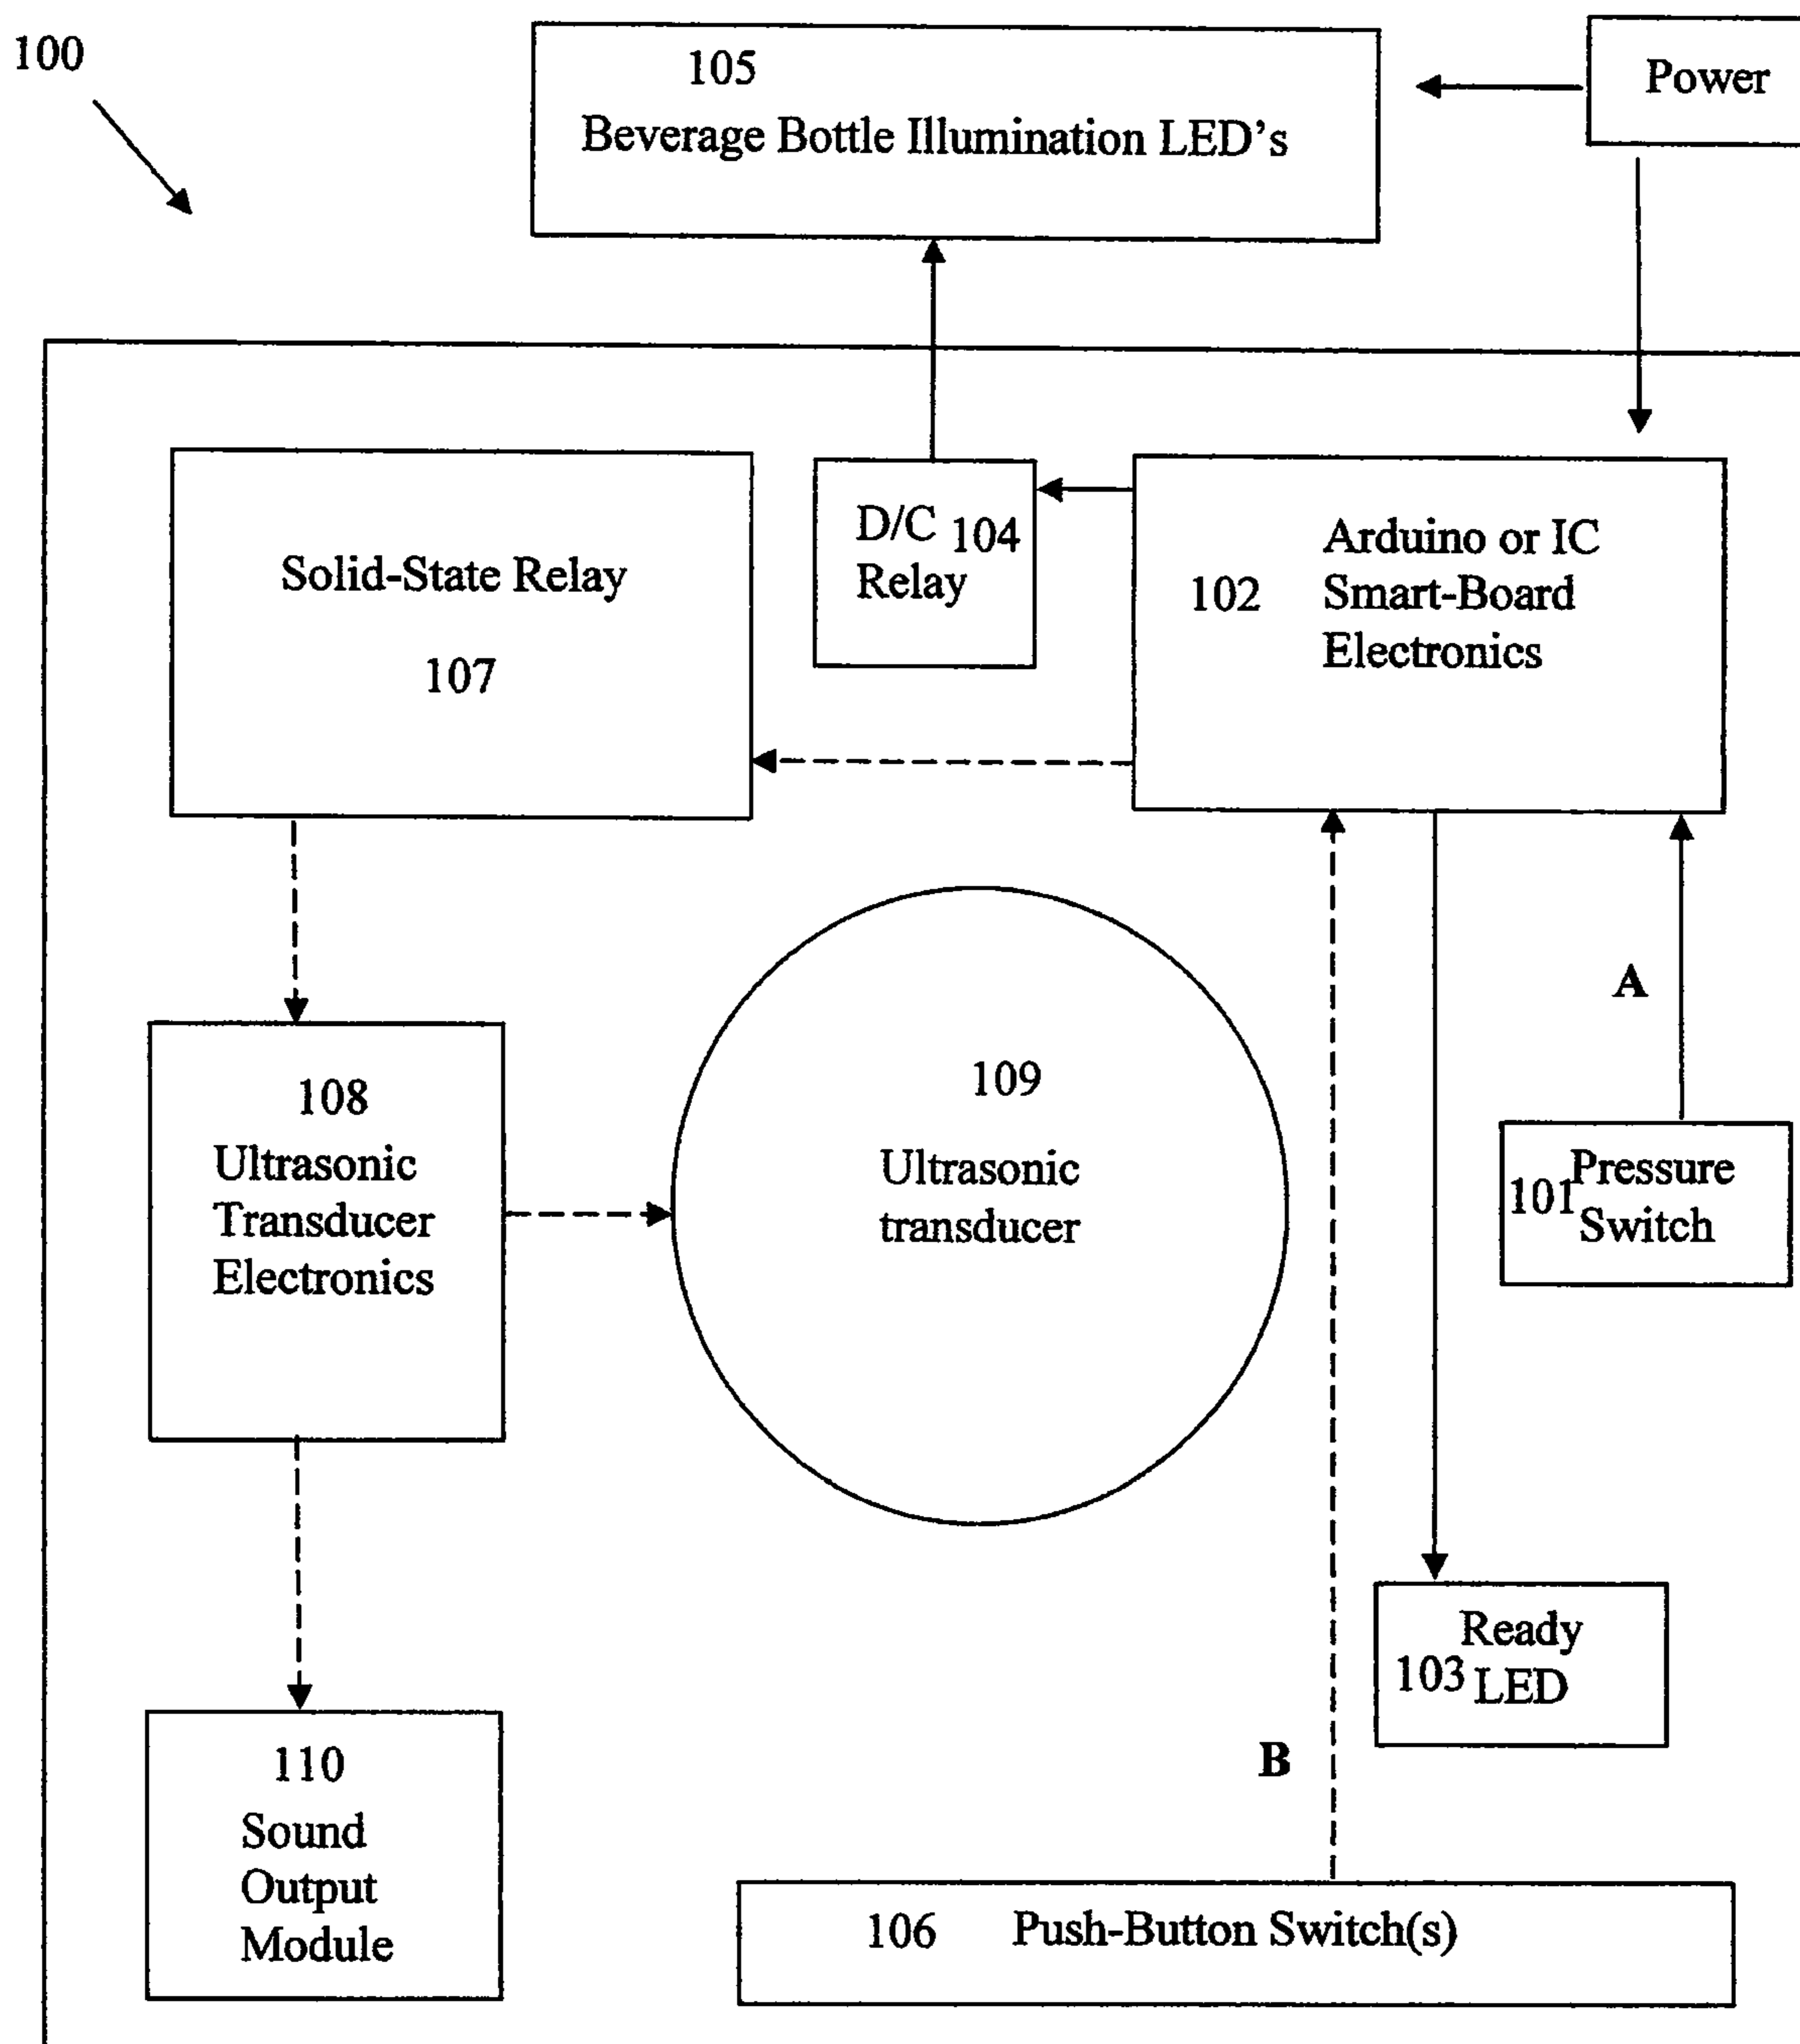 100
105
Beverage Bottle Illumination LED's
Power
Solid-State Relay
107
D/C 104
Relay
Arduino or IC
102 Smart-Board
Electronics
A
108
Ultrasonic
Transducer
Electronics
109
Ultrasonic
transducer
101 Pressure
Switch
Ready
103 LED
B
110
Sound
Output
Module
106 Push-Button Switch(s)